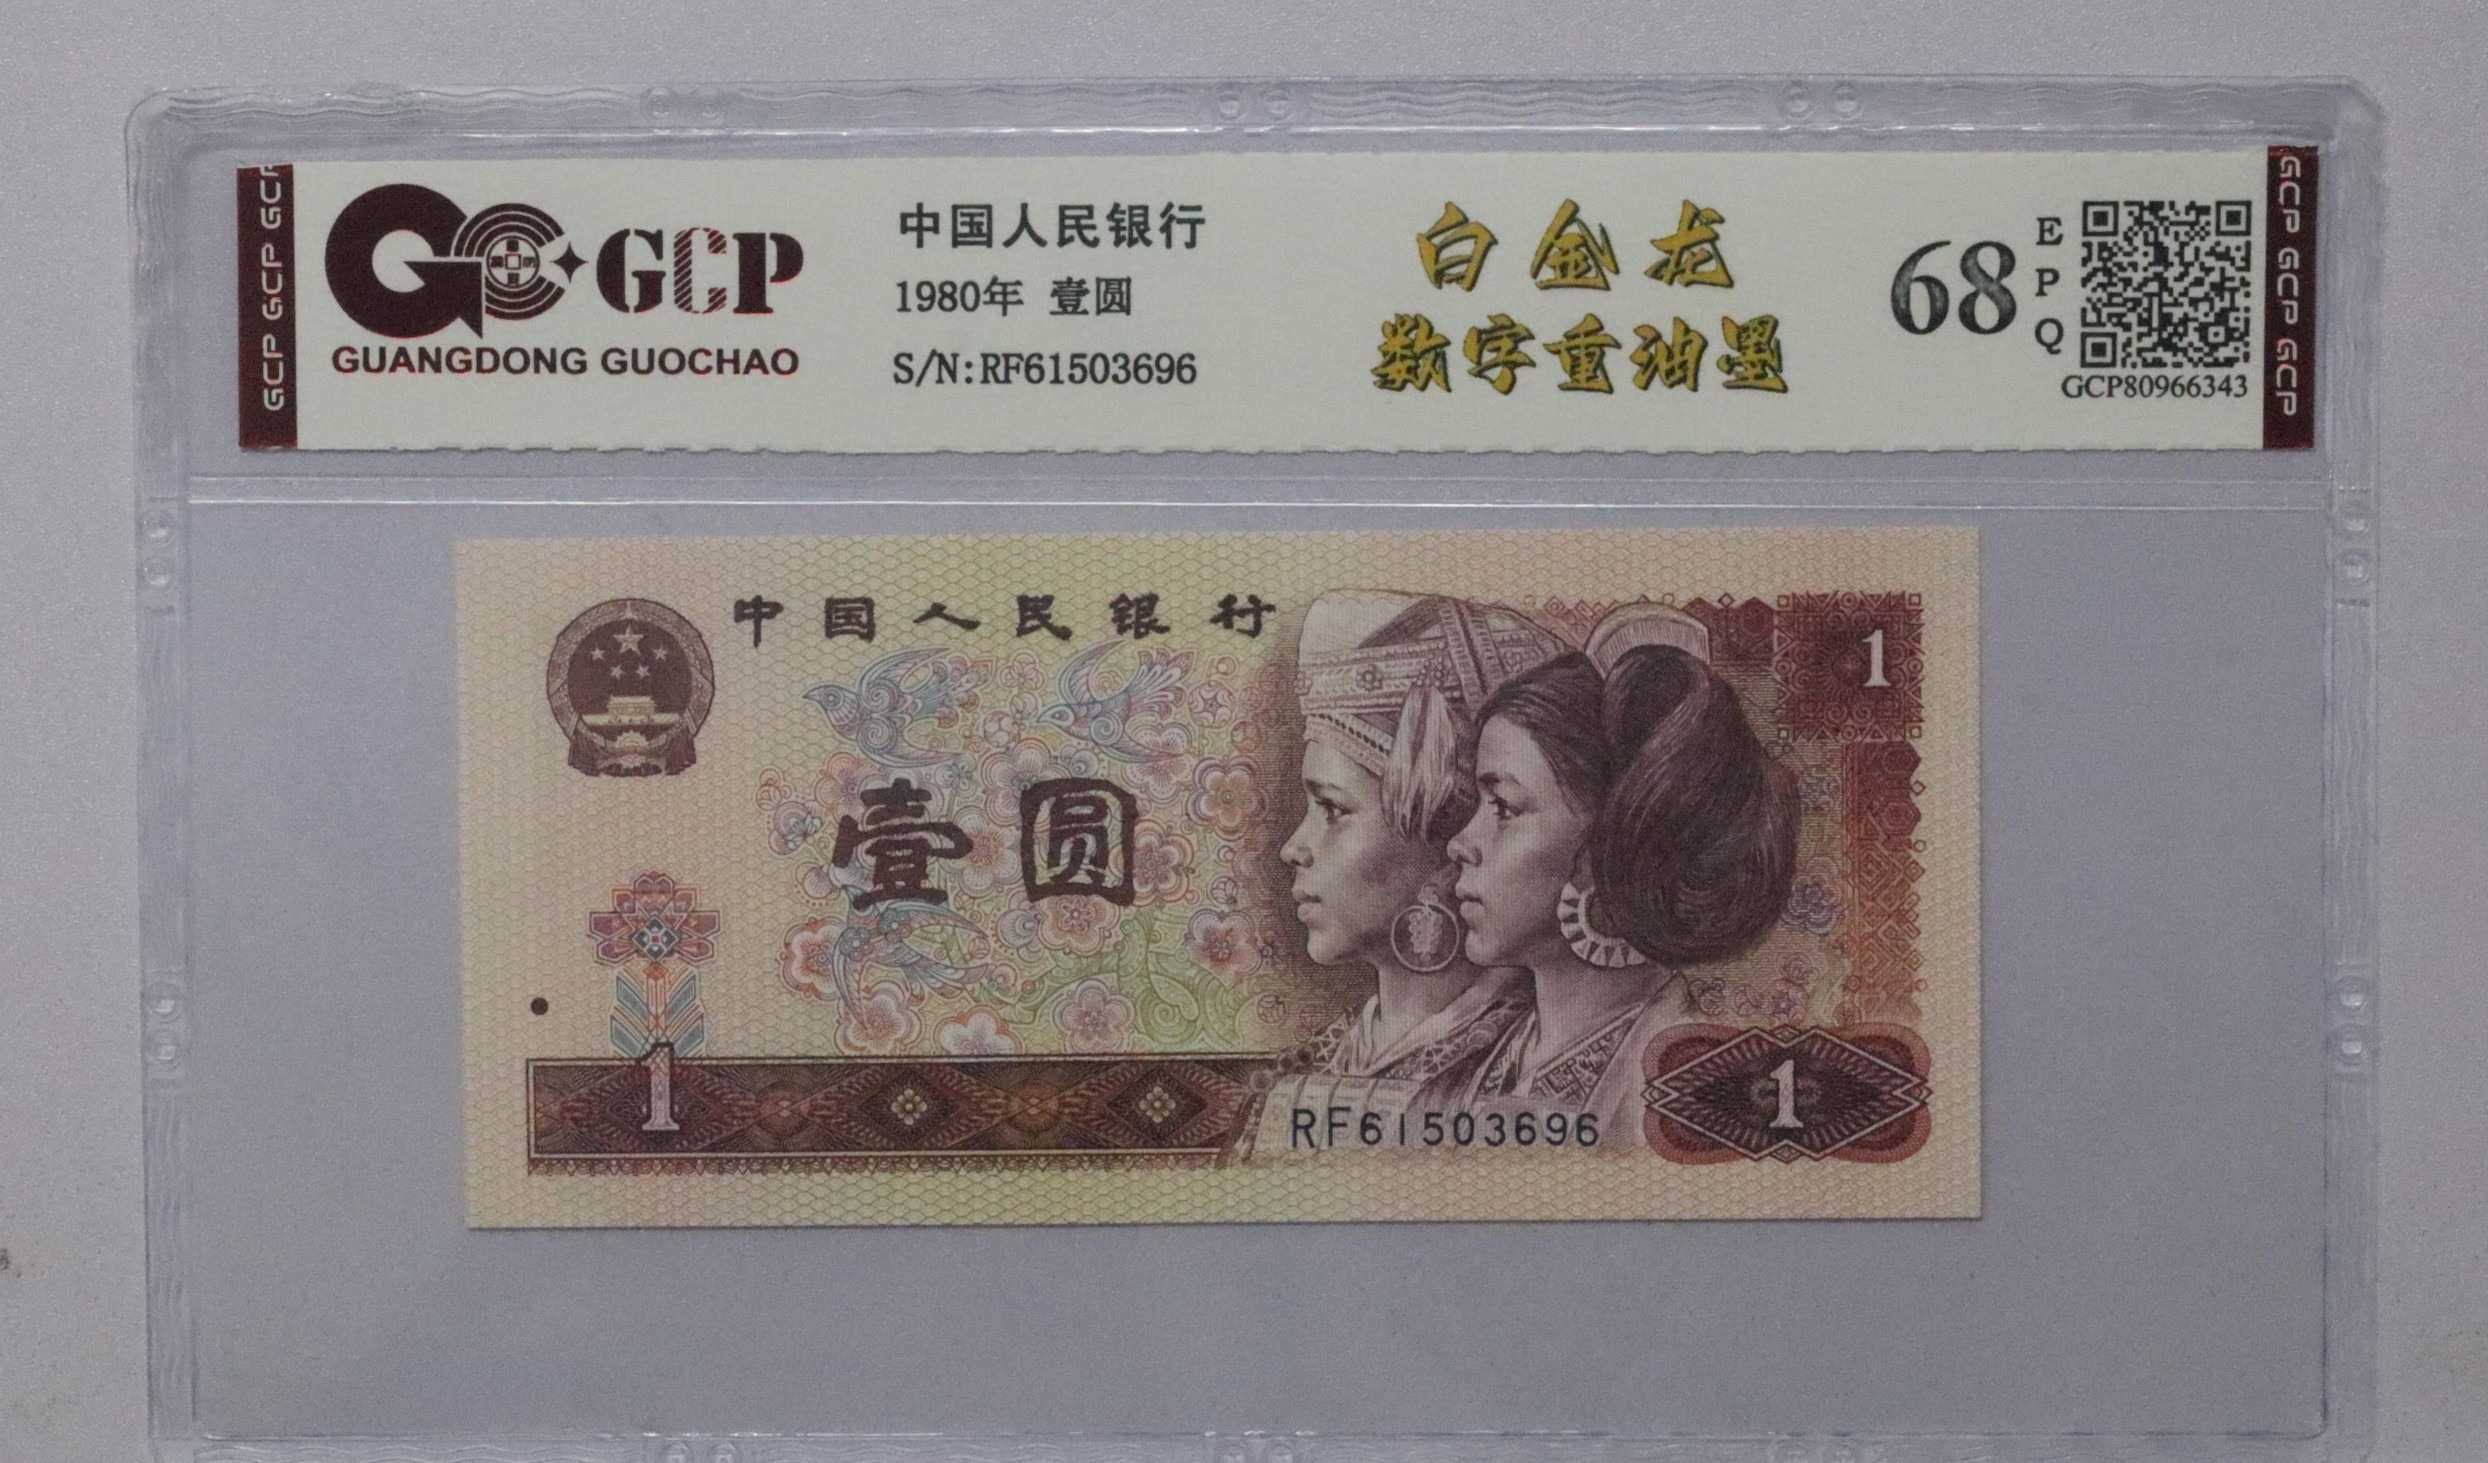 GCP GCP GCP
GCP
GUANGDONG GUOCHAO
中国人民银行
1980年 壹圆
S/N:RF61503696
白金龙
数字重油墨
68
EPQ
GCP80966343
GCP GCP GCP
中国人民银行
1
壹圆
1
RF61503696
1